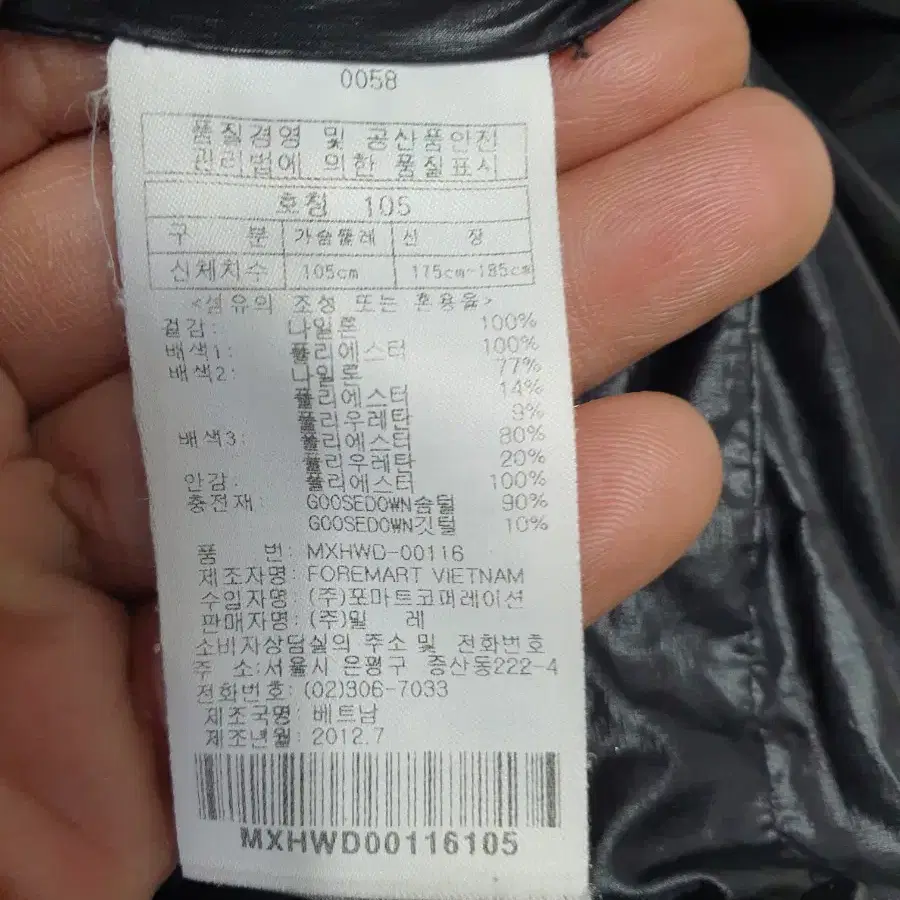 0058
품질경영 및 공산품안전
관리법에 의한 품질표시
호칭 105
구 분 가슴둘레 신 장
신체치수 105cm 175cm~185cm
<섬유의 조성 또는 혼용율>
겉감: 나일론 100%
배색1: 폴리에스터 100%
배색2: 나일론 77%
폴리에스터 14%
폴리우레탄 9%
배색3: 폴리에스터 80%
폴리우레탄 20%
안감: 폴리에스터 100%
충전재: GOOSEDOWN솜털 90%
GOOSEDOWN깃털 10%
품 번: MXHWD-00116
제조자명: FOREMART VIETNAM
수입자명: (주)포마트코퍼레이션
판매자명: (주)밀 레
소비자상담실의 주소 및 전화번호
주 소:서울시 은평구 증산동222-4
전화번호: (02)306-7033
제조국명: 베트남
제조년월: 2012.7
MXHWD00116105